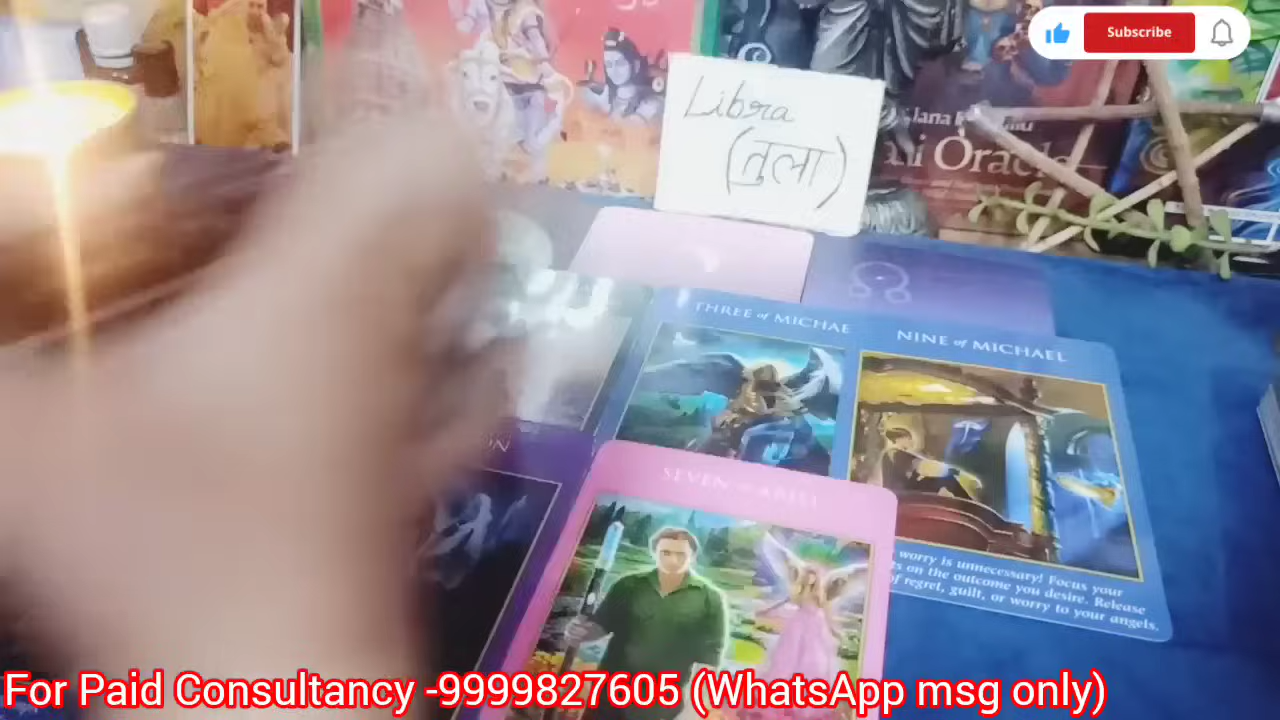 Subscribe
Libra
(तुला)
Oracle
THREE of MICHAE
NINE of MICHAEL
SEVEN
worry is unnecessary! Focus your
on the outcome you desire. Release
of regret, guilt, or worry to your angels.
For Paid Consultancy -9999827605 (WhatsApp msg only)